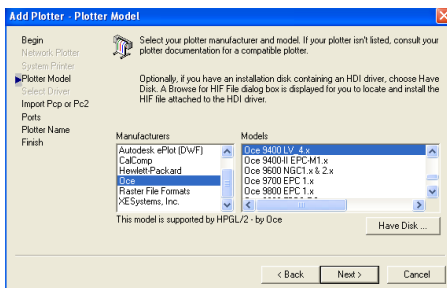 Add Plotter - Plotter Model
Begin
Network Plotter
System Printer
Plotter Model
Select Driver
Import Pcp or Pc2
Ports
Plotter Name
Finish
Select your plotter manufacturer and model. If your plotter isn't listed, consult your
plotter documentation for a compatible plotter.
Optionally, if you have an installation disk containing an HDI driver, choose Have
Disk. A Browse for HIF File dialog box is displayed for you to locate and install the
HIF file attached to the HDI driver.
Manufacturers
Autodesk ePlot (DWF)
CalComp
Hewlett-Packard
Oce
Raster File Formats
XESystems, Inc.
Models
Oce 9400 LV_4.x
Oce 9400-II EPC-M1.x
Oce 9600 NGC1.x & 2.x
Oce 9700 EPC 1.x
Oce 9800 EPC 1.x
This model is supported by HPGL/2 - by Oce
Have Disk ...
< Back
Next >
Cancel